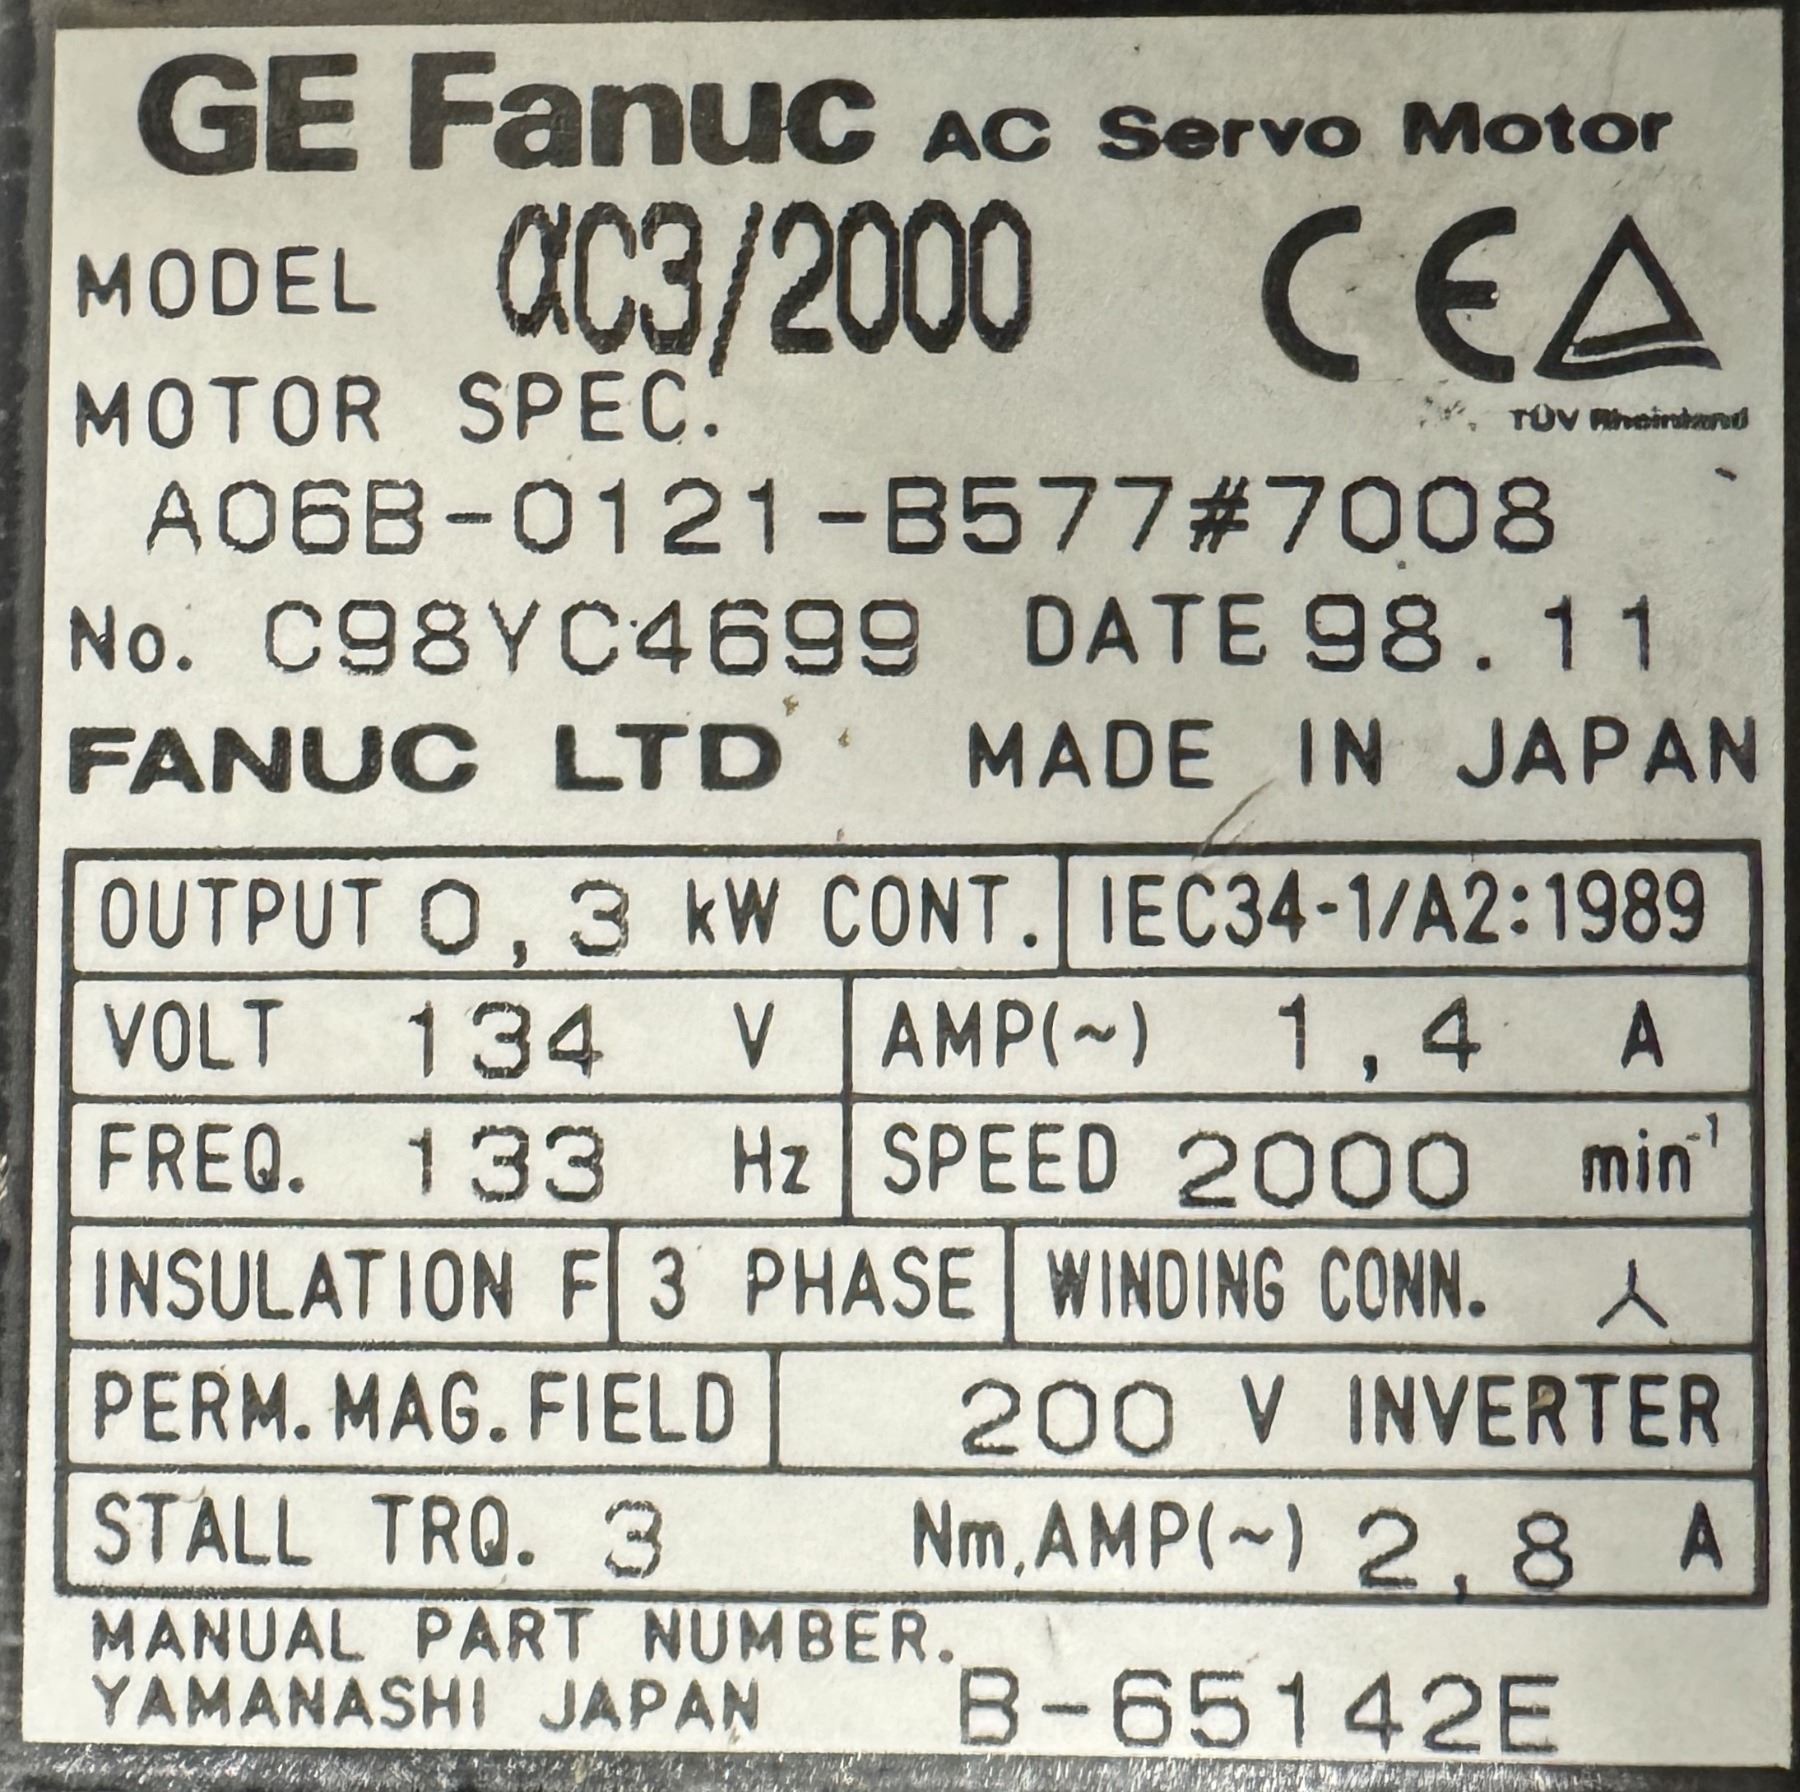 GE Fanuc AC Servo Motor
MODEL αC3/2000 CE
TÜV Rheinland
MOTOR SPEC.
A06B-0121-B577#7008
No. C98YC4699 DATE 98.11
FANUC LTD MADE IN JAPAN
OUTPUT 0,3 kW CONT. IEC34-1/A2:1989
VOLT 134 V AMP(~) 1,4 A
FREQ. 133 Hz SPEED 2000 min⁻¹
INSULATION F 3 PHASE WINDING CONN.
PERM.MAG.FIELD 200 V INVERTER
STALL TRQ. 3 Nm,AMP(~) 2,8 A
MANUAL PART NUMBER.
YAMANASHI JAPAN B-65142E